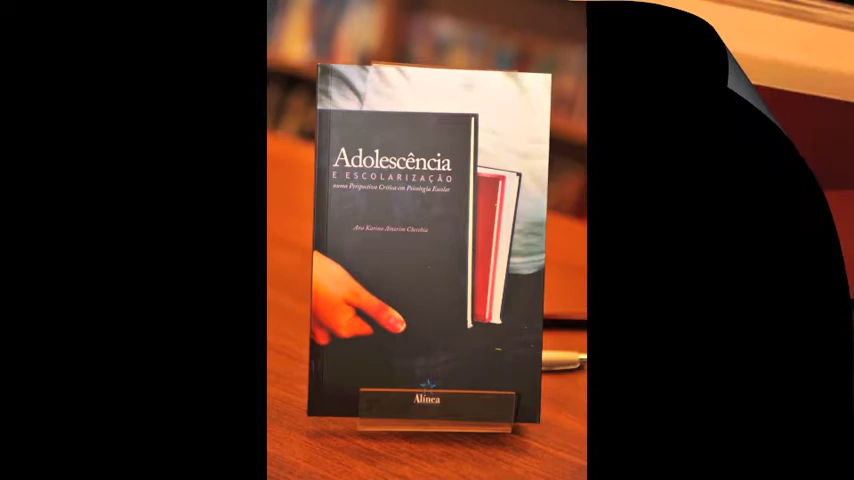 Adolescência
E ESCOLARIZAÇÃO
numa Perspectiva Crítica em Psicologia Escolar
Ana Karina Amorim Checchia
Alínea